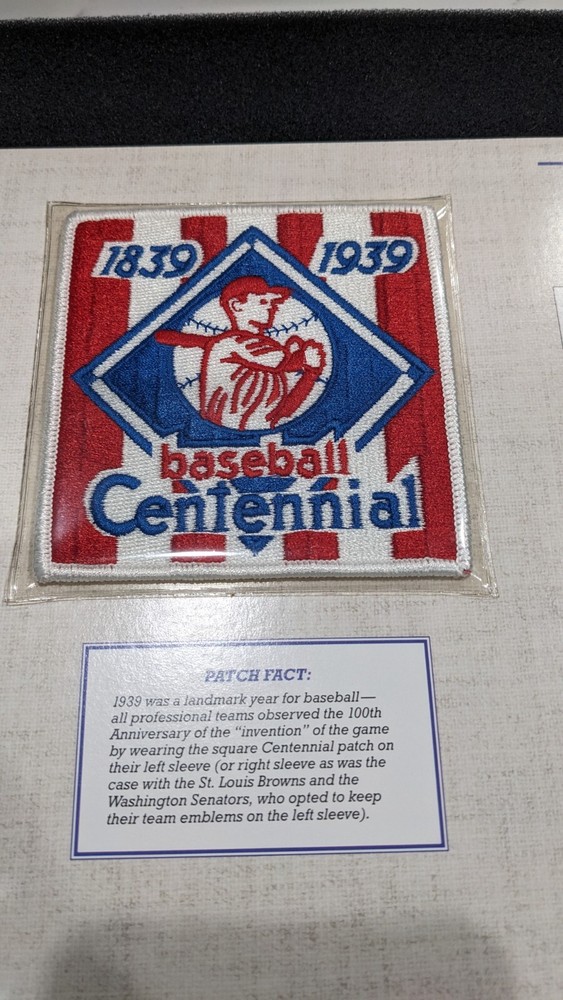 1839 1939
baseball
Centennial
PATCH FACT:
1939 was a landmark year for baseball—
all professional teams observed the 100th
Anniversary of the "invention" of the game
by wearing the square Centennial patch on
their left sleeve (or right sleeve as was the
case with the St. Louis Browns and the
Washington Senators, who opted to keep
their team emblems on the left sleeve).